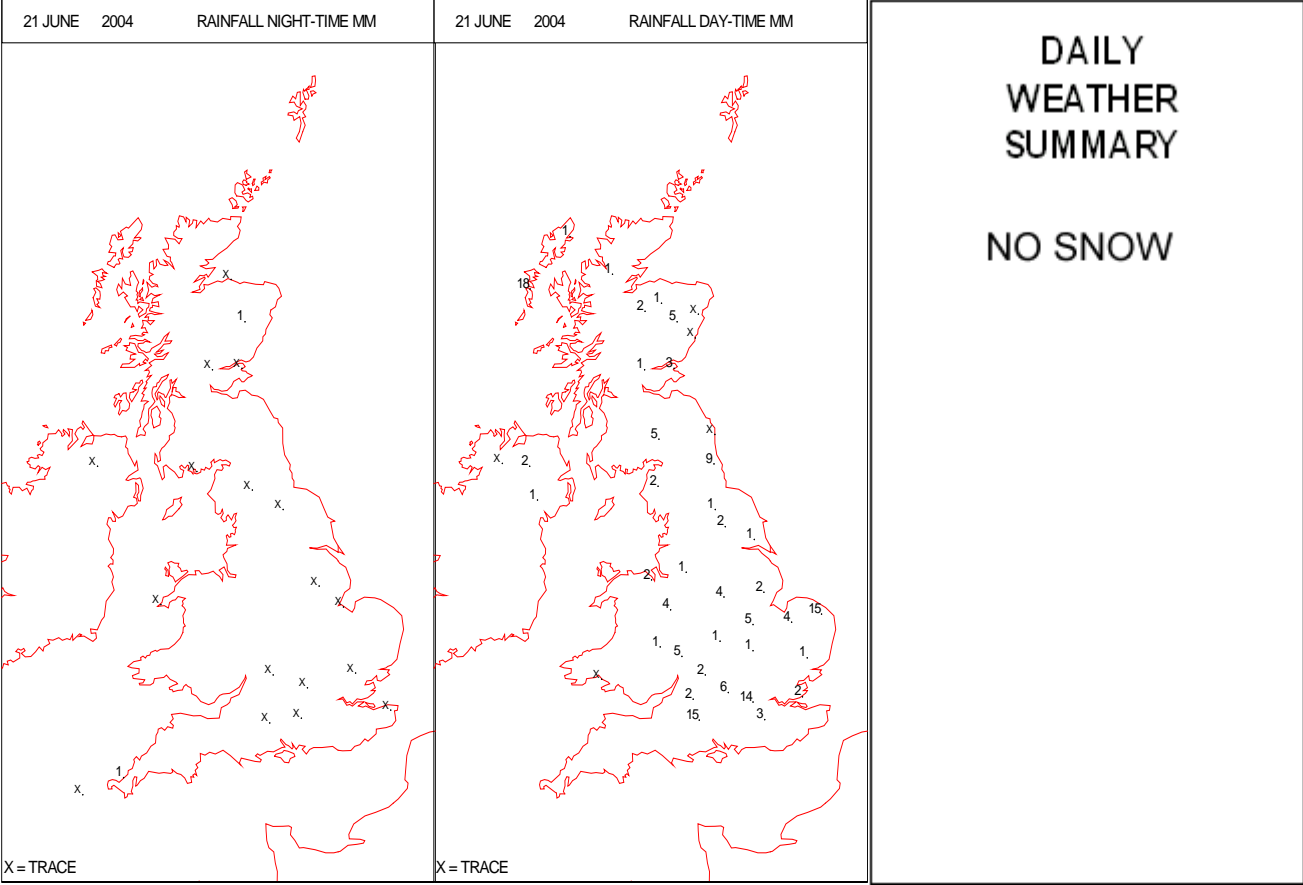 21 JUNE 2004 RAINFALL NIGHT-TIME MM
X.
1.
X. X.
X.
X.
X.
X.
X.
X.
X.
X. X.
X.
X.
X. X.
1
X.
X = TRACE
21 JUNE 2004 RAINFALL DAY-TIME MM
1.
1.
18.
1.
2. X.
5.
X.
1. 3.
X.
5.
X. 2. 9.
2.
1. 1.
2.
1.
1.
2.
2.
4.
4. 15.
4.
5.
1.
1. 1.
5. 1.
2.
X.
6. 2.
2. 14.
15. 3.
X = TRACE
DAILY
WEATHER
SUMMARY
NO SNOW